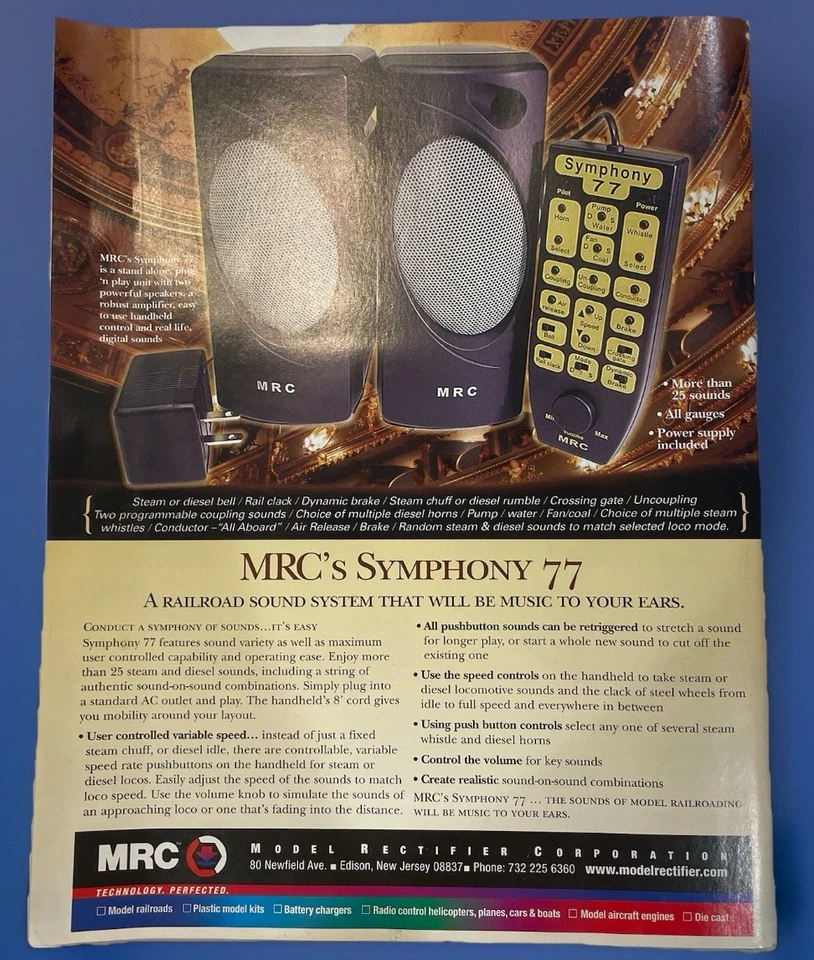 MRC's Symphony 77
is a stand alone, plug
'n play unit with two
powerful speakers, a
robust amplifier, easy
to use handheld
control and real life,
digital sounds
MRC
MRC
Symphony
77
Pilot
Power
Horn
Select
Pump
D S
Water
Fan
D S
Coal
Whistle
Select
Coupling
Un-
Coupling
Conductor
Air
release
Up
Speed
Down
Brake
Bell
Crossing
gate
Rail clack
Mode
D I S
Dynamic
Brake
Min
Volume
Max
MRC
• More than
25 sounds
• All gauges
• Power supply
included
Steam or diesel bell / Rail clack / Dynamic brake / Steam chuff or diesel rumble / Crossing gate / Uncoupling
Two programmable coupling sounds / Choice of multiple diesel horns / Pump / water / Fan/coal / Choice of multiple steam
whistles / Conductor –"All Aboard" / Air Release / Brake / Random steam & diesel sounds to match selected loco mode.
MRC's Symphony 77
A railroad sound system that will be music to your ears.
Conduct a symphony of sounds...it's easy
Symphony 77 features sound variety as well as maximum
user controlled capability and operating ease. Enjoy more
than 25 steam and diesel sounds, including a string of
authentic sound-on-sound combinations. Simply plug into
a standard AC outlet and play. The handheld's 8' cord gives
you mobility around your layout.
• User controlled variable speed... instead of just a fixed
steam chuff, or diesel idle, there are controllable, variable
speed rate pushbuttons on the handheld for steam or
diesel locos. Easily adjust the speed of the sounds to match
loco speed. Use the volume knob to simulate the sounds of
an approaching loco or one that's fading into the distance.
• All pushbutton sounds can be retriggered to stretch a sound
for longer play, or start a whole new sound to cut off the
existing one
• Use the speed controls on the handheld to take steam or
diesel locomotive sounds and the clack of steel wheels from
idle to full speed and everywhere in between
• Using push button controls select any one of several steam
whistle and diesel horns
• Control the volume for key sounds
• Create realistic sound-on-sound combinations
MRC's Symphony 77 ... the sounds of model railroading
will be music to your ears.
MRC™
Model Rectifier Corporation
80 Newfield Ave. ■ Edison, New Jersey 08837 ■ Phone: 732 225 6360 www.modelrectifier.com
TECHNOLOGY. PERFECTED.
☐ Model railroads ☐ Plastic model kits ☐ Battery chargers ☐ Radio control helicopters, planes, cars & boats ☐ Model aircraft engines ☐ Die cast